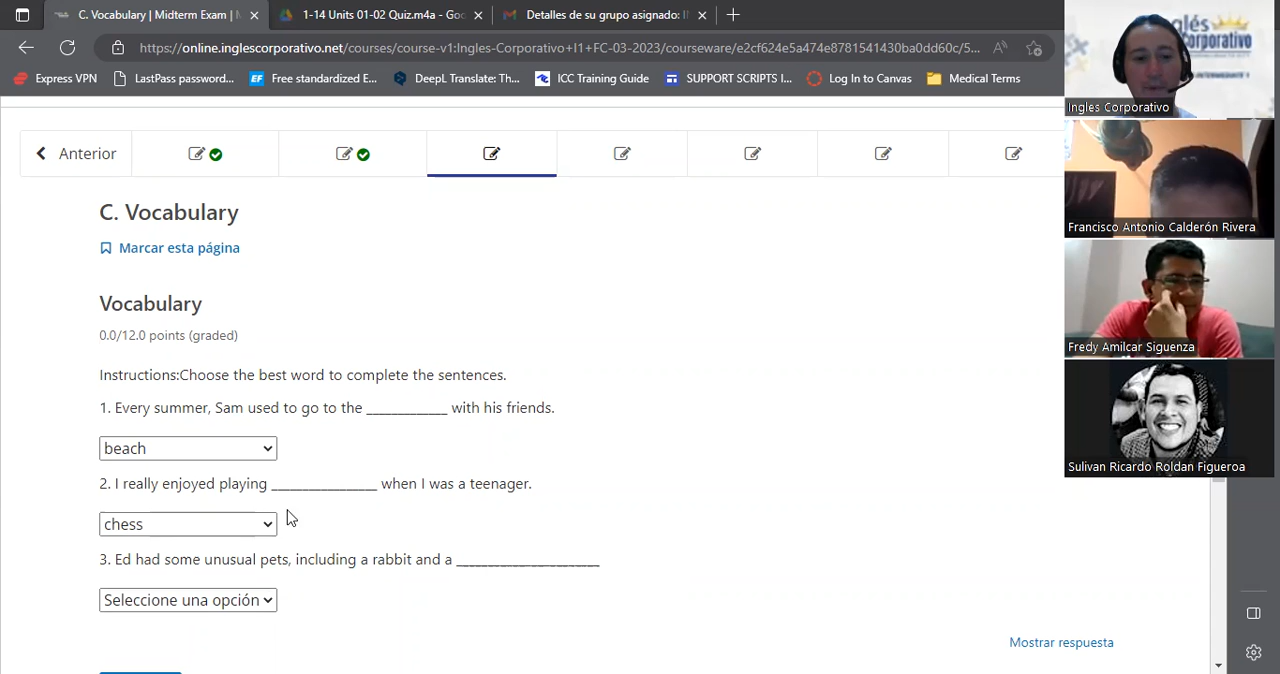 C. Vocabulary | Midterm Exam | M
1-14 Units 01-02 Quiz.m4a - Goo
Detalles de su grupo asignado: I
https://online.inglescorporativo.net/courses/course-v1:Ingles-Corporativo+I1+FC-03-2023/courseware/e2cf624e5a474e8781541430ba0dd60c/5...
Express VPN
LastPass password...
EF
Free standardized E...
DeepL Translate: Th...
ICC Training Guide
SUPPORT SCRIPTS I...
Log In to Canvas
Medical Terms
Anterior
C. Vocabulary
Marcar esta página
Vocabulary
0.0/12.0 points (graded)
Instructions:Choose the best word to complete the sentences.
1. Every summer, Sam used to go to the _____________ with his friends.
beach
2. I really enjoyed playing _________________ when I was a teenager.
chess
3. Ed had some unusual pets, including a rabbit and a _______________________
Seleccione una opción
Mostrar respuesta
Ingles Corporativo
Francisco Antonio Calderón Rivera
Fredy Amilcar Siguenza
Sulivan Ricardo Roldan Figueroa